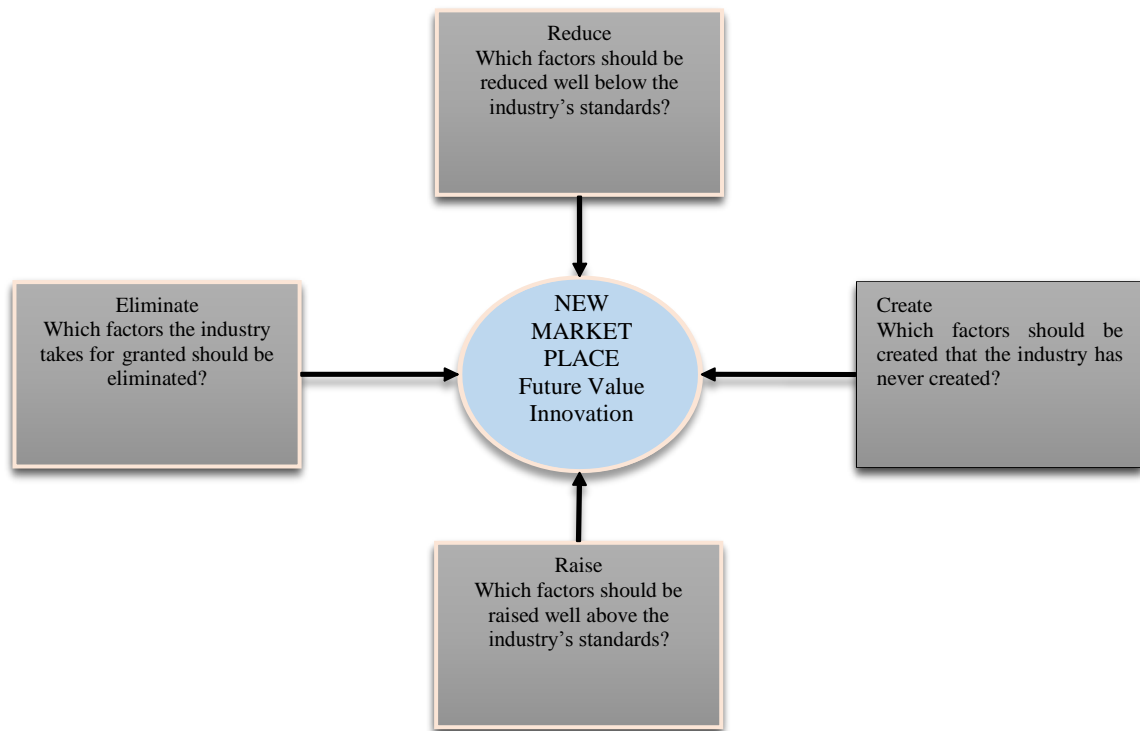 Reduce
Which factors should be
reduced well below the
industry’s standards?
Eliminate
Which factors the industry
takes for granted should be
eliminated?
NEW
MARKET
PLACE
Future Value
Innovation
Create
Which factors should be
created that the industry has
never created?
Raise
Which factors should be
raised well above the
industry’s standards?